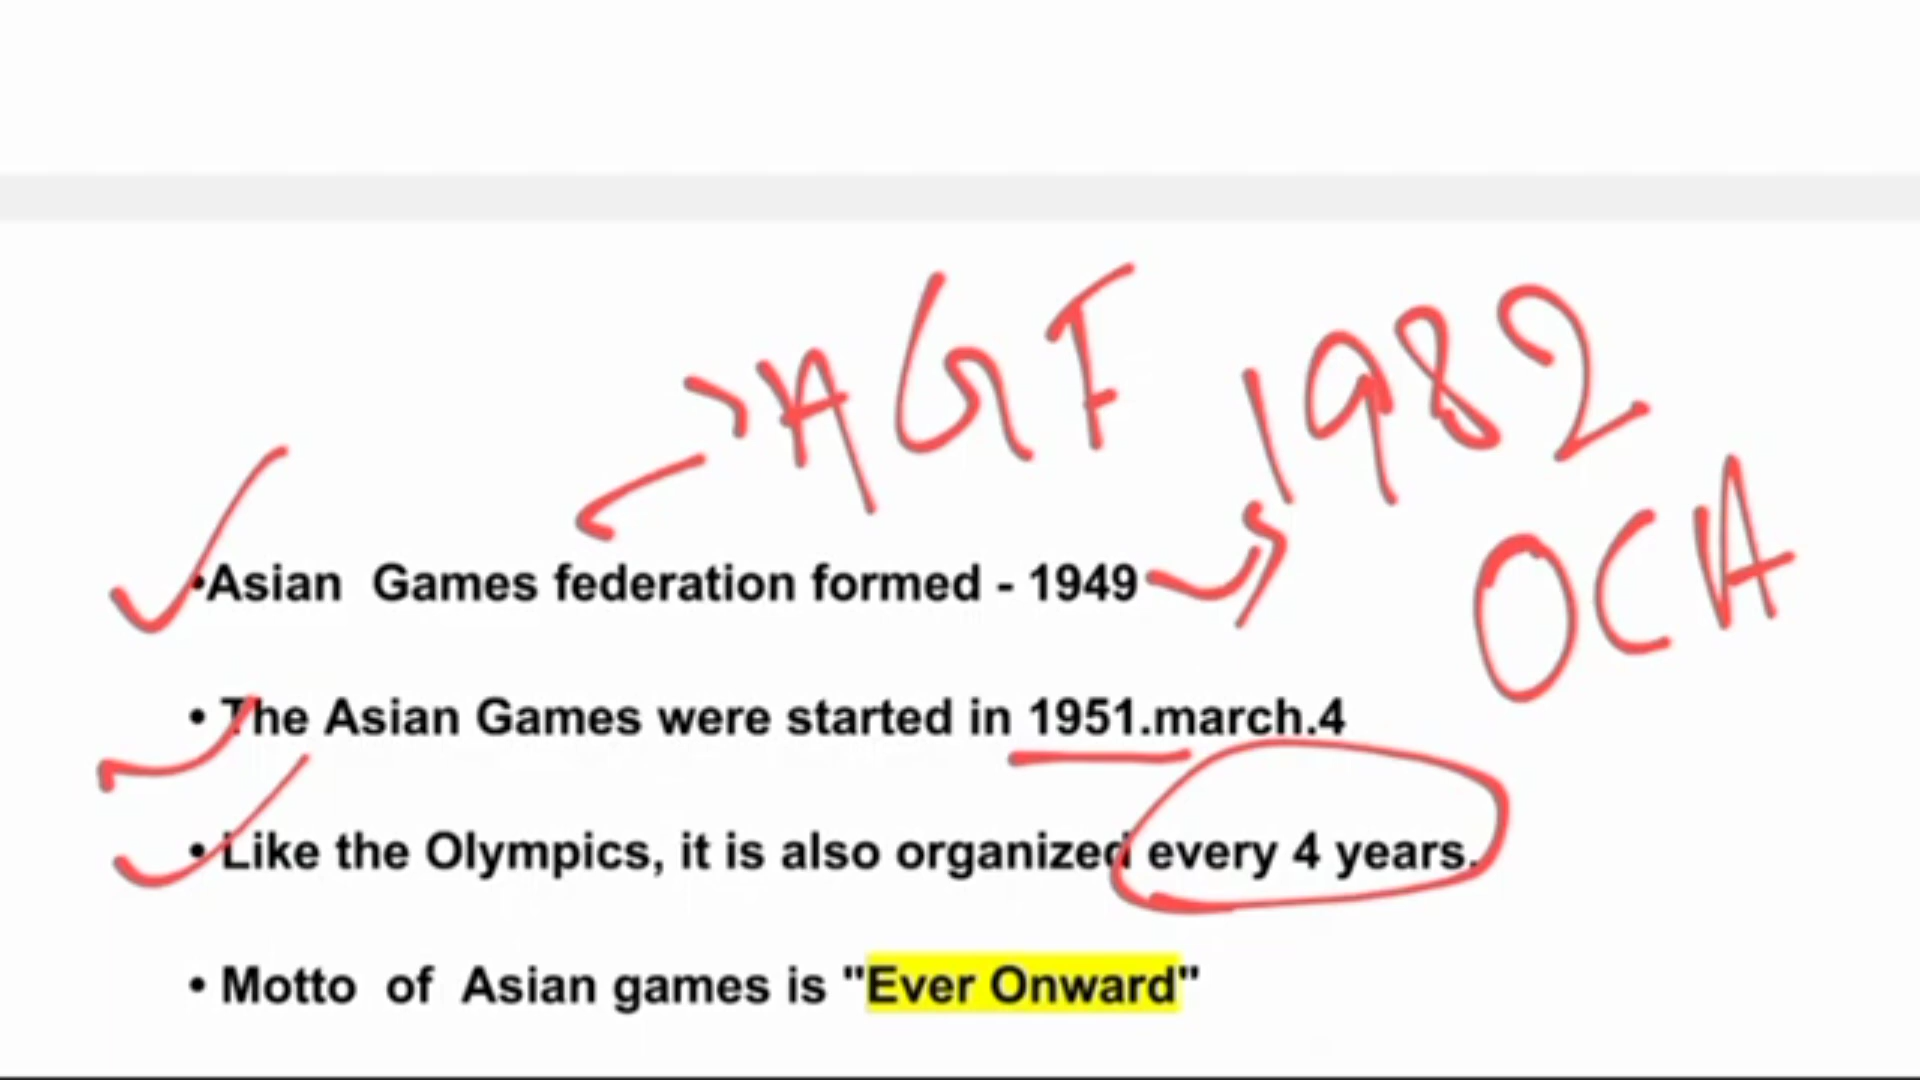 AGF 1982
OCA
•Asian Games federation formed - 1949
• The Asian Games were started in 1951.march.4
• Like the Olympics, it is also organized every 4 years.
• Motto of Asian games is "Ever Onward"